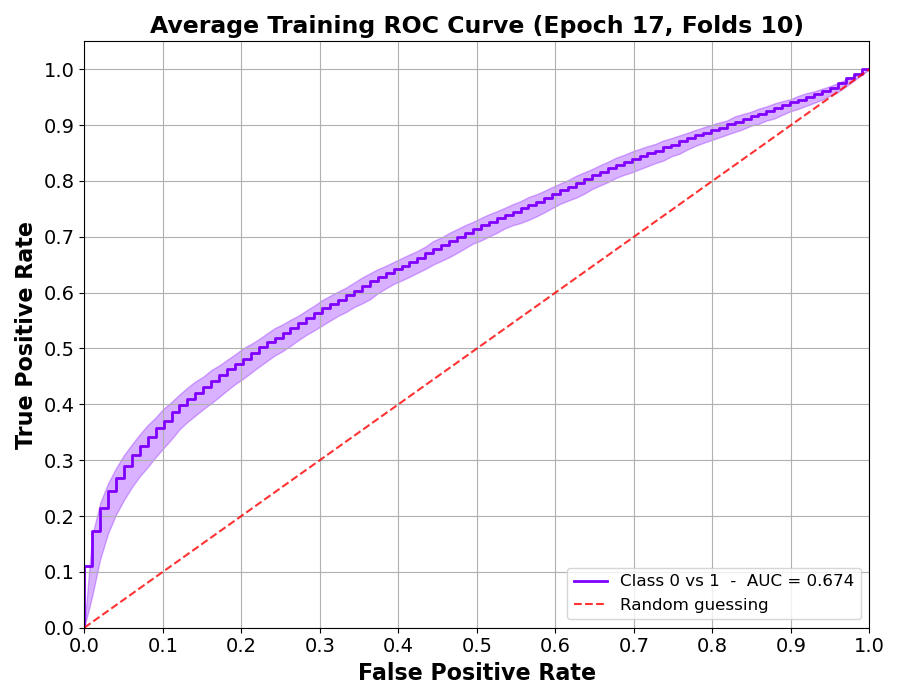 Average Training ROC Curve (Epoch 17, Folds 10)
True Positive Rate
1.0
0.9
0.8
0.7
0.6
0.5
0.4
0.3
0.2
0.1
0.0
Class 0 vs 1 - AUC = 0.674
Random guessing
0.0 0.1 0.2 0.3 0.4 0.5 0.6 0.7 0.8 0.9 1.0
False Positive Rate